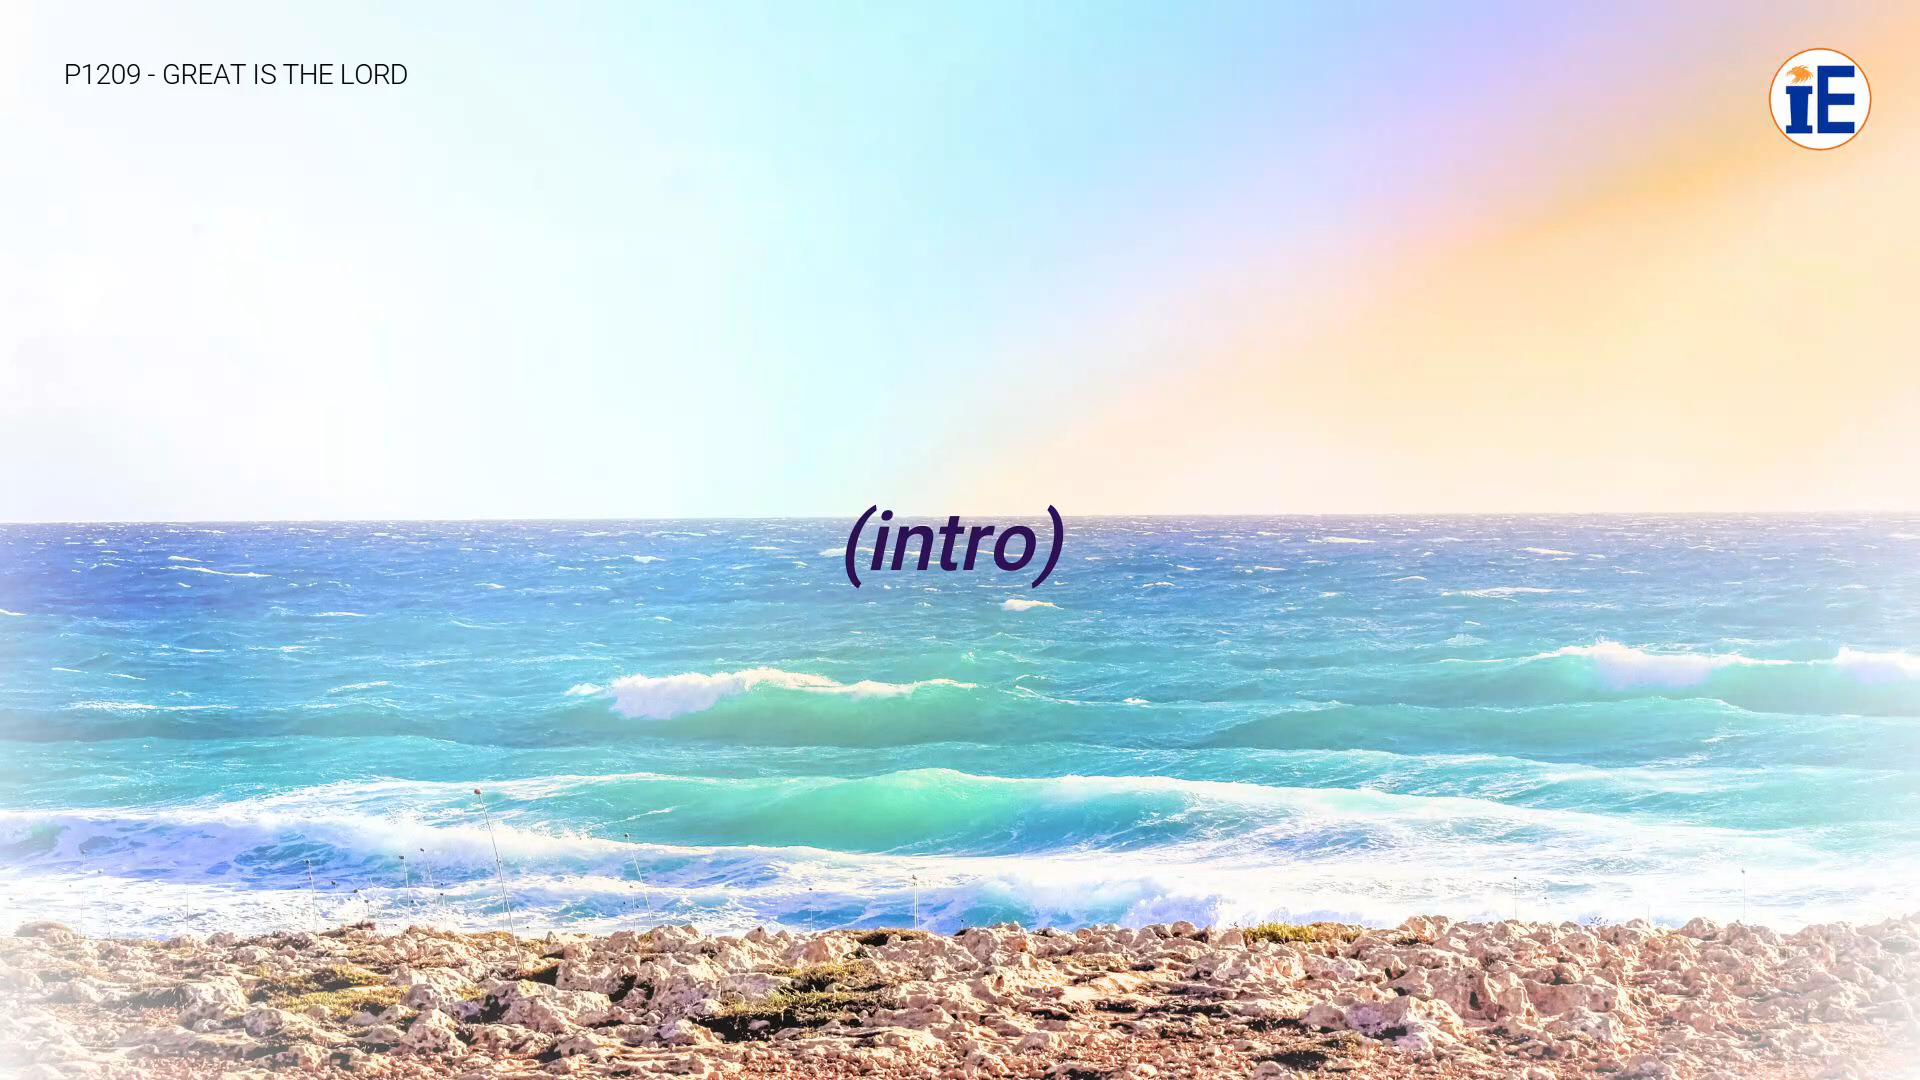 P1209 - GREAT IS THE LORD
IE
(intro)